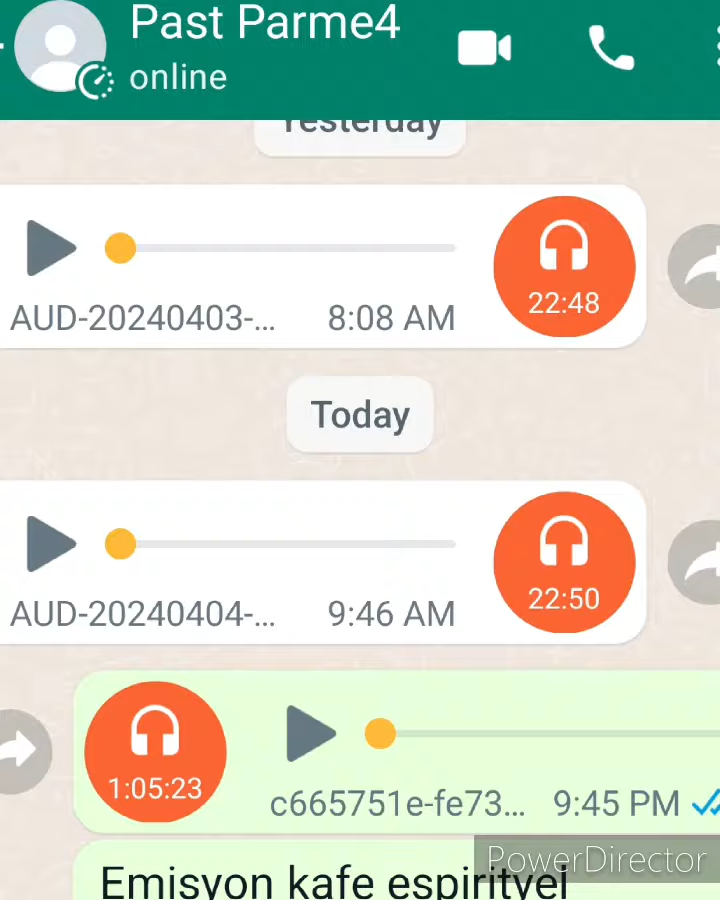 Past Parme4
online
Yesterday
22:48
AUD-20240403-... 8:08 AM
Today
22:50
AUD-20240404-... 9:46 AM
1:05:23
c665751e-fe73... 9:45 PM
PowerDirector
Emisyon kafe espirityel